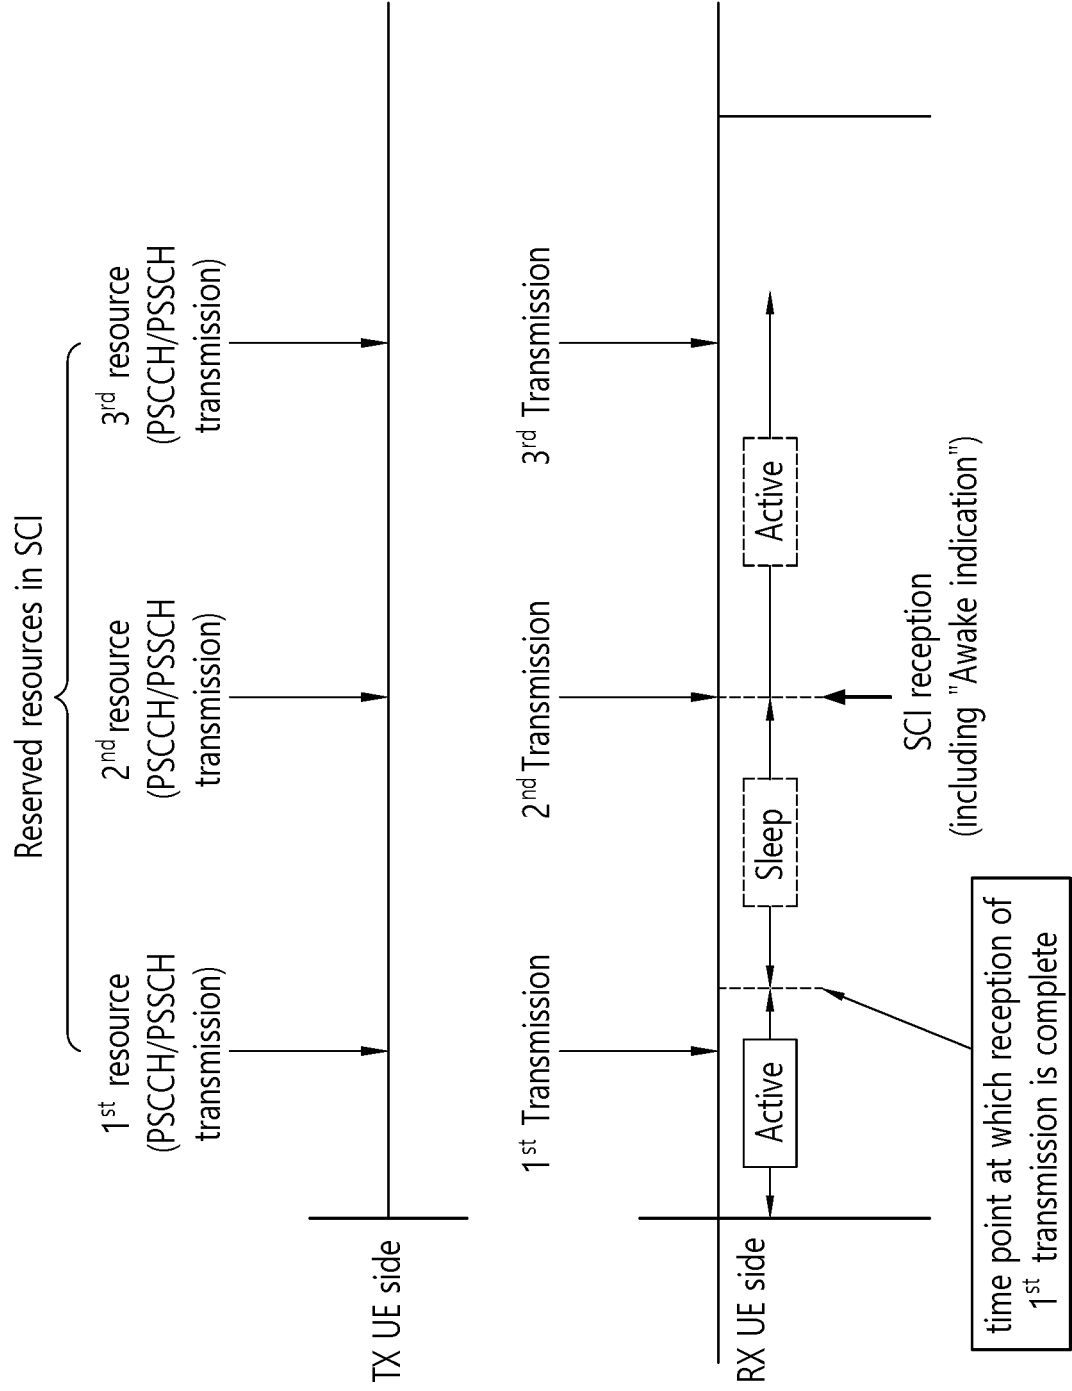 Reserved resources in SCI
1st resource
(PSCCH/PSSCH
transmission)
2nd resource
(PSCCH/PSSCH
transmission)
3rd resource
(PSCCH/PSSCH
transmission)
TX UE side
1st Transmission
2nd Transmission
3rd Transmission
RX UE side
Active
Sleep
Active
SCI reception
(including "Awake indication")
time point at which reception of
1st transmission is complete